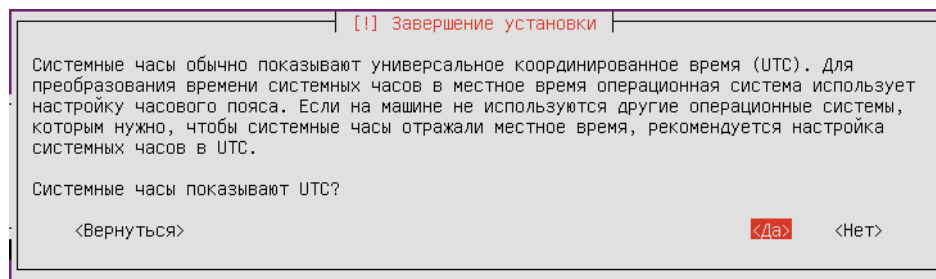 [!] Завершение установки
Системные часы обычно показывают универсальное координированное время (UTC). Для
преобразования времени системных часов в местное время операционная система использует
настройку часового пояса. Если на машине не используются другие операционные системы,
которым нужно, чтобы системные часы отражали местное время, рекомендуется настройка
системных часов в UTC.
Системные часы показывают UTC?
<Вернуться> <Да> <Нет>